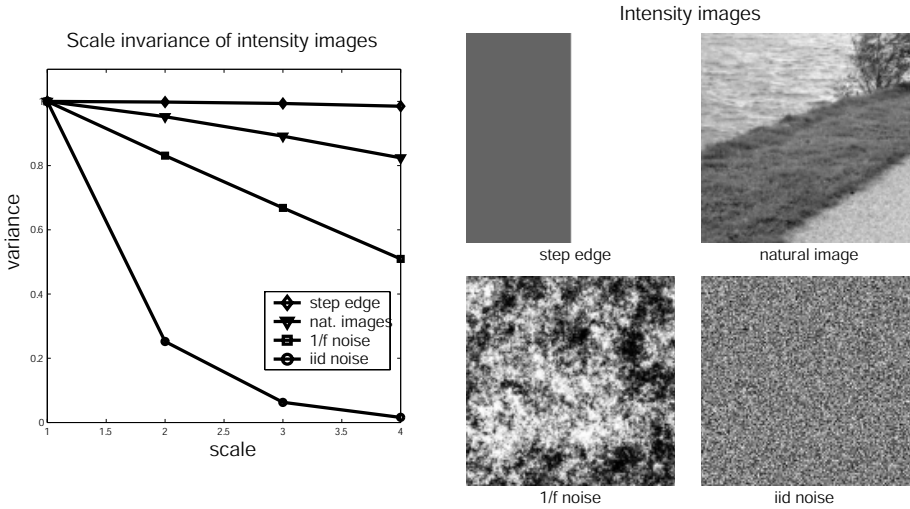 Scale invariance of intensity images
1
0.8
0.6
0.4
0.2
0
variance
1
1.5
2
2.5
3
3.5
4
scale
step edge
nat. images
1/f noise
iid noise
Intensity images
step edge
natural image
1/f noise
iid noise